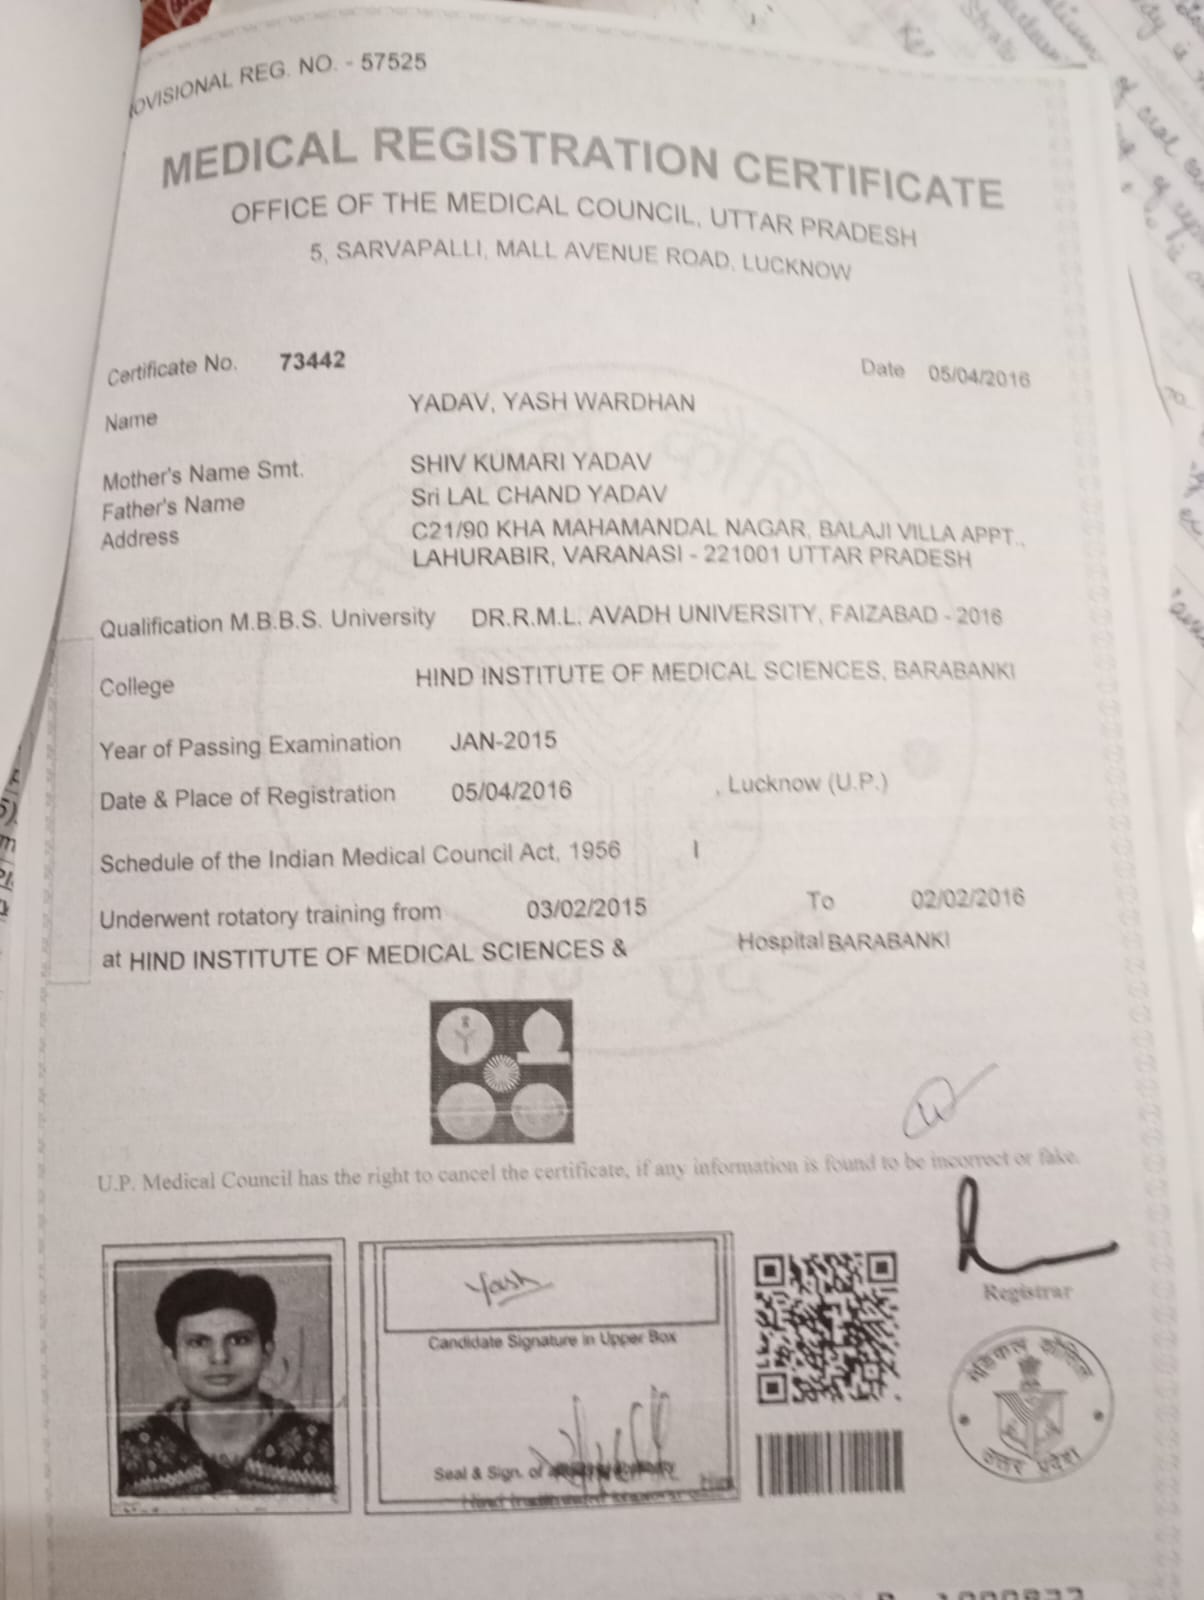 OVISIONAL REG. NO. - 57525
MEDICAL REGISTRATION CERTIFICATE
OFFICE OF THE MEDICAL COUNCIL, UTTAR PRADESH
5, SARVAPALLI, MALL AVENUE ROAD, LUCKNOW
Certificate No. 73442 Date 05/04/2016
Name YADAV, YASH WARDHAN
Mother's Name Smt. SHIV KUMARI YADAV
Father's Name Sri LAL CHAND YADAV
Address C21/90 KHA MAHAMANDAL NAGAR, BALAJI VILLA APPT.,
LAHURABIR, VARANASI - 221001 UTTAR PRADESH
Qualification M.B.B.S. University DR.R.M.L. AVADH UNIVERSITY, FAIZABAD - 2016
College HIND INSTITUTE OF MEDICAL SCIENCES, BARABANKI
Year of Passing Examination JAN-2015
Date & Place of Registration 05/04/2016 , Lucknow (U.P.)
Schedule of the Indian Medical Council Act, 1956 I
Underwent rotatory training from 03/02/2015 To 02/02/2016
at HIND INSTITUTE OF MEDICAL SCIENCES & Hospital BARABANKI
U.P. Medical Council has the right to cancel the certificate, if any information is found to be incorrect or fake.
Yash
Candidate Signature in Upper Box
Seal & Sign. of
Registrar
मेडिकल कौंसिल
उत्तर प्रदेश